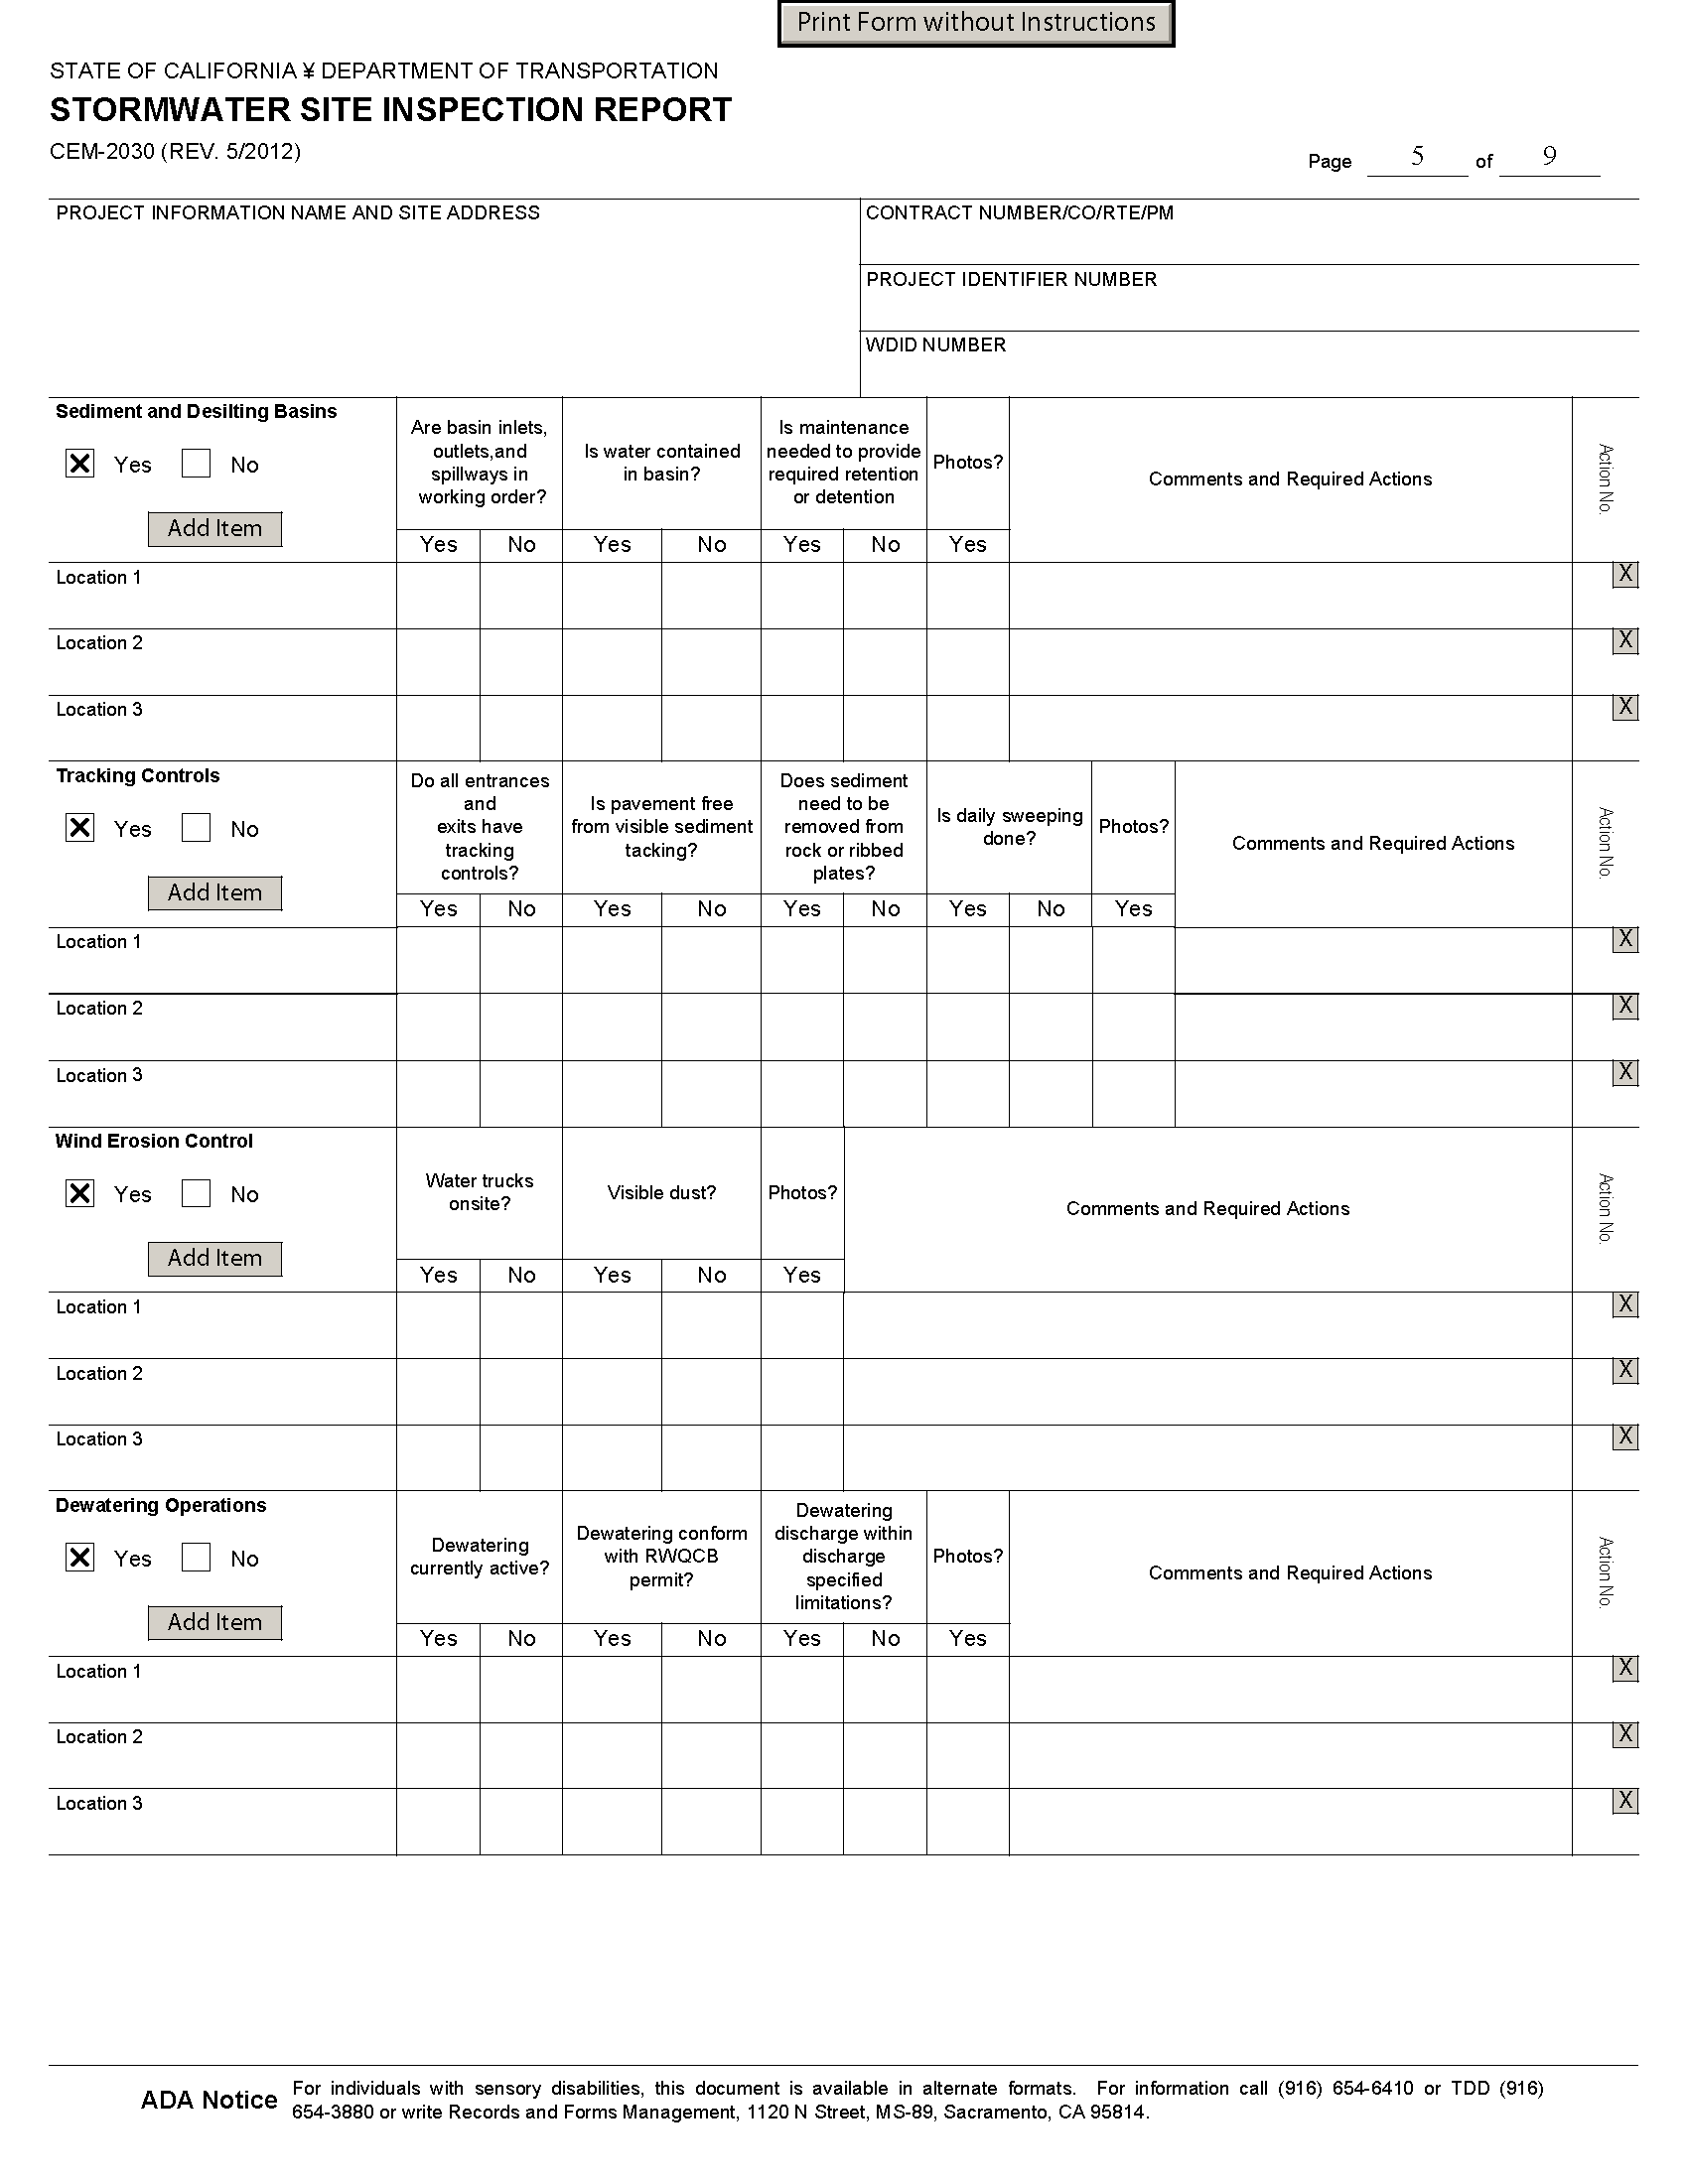 Print Form without Instructions
STATE OF CALIFORNIA ¥ DEPARTMENT OF TRANSPORTATION
STORMWATER SITE INSPECTION REPORT
CEM-2030 (REV. 5/2012)
Page 5 of 9
PROJECT INFORMATION NAME AND SITE ADDRESS
CONTRACT NUMBER/CO/RTE/PM
PROJECT IDENTIFIER NUMBER
WDID NUMBER
Sediment and Desilting Basins
Yes No
Add Item
Are basin inlets,
outlets,and
spillways in
working order?
Is water contained
in basin?
Is maintenance
needed to provide
required retention
or detention
Photos?
Comments and Required Actions
Action No.
Yes No Yes No Yes No Yes
Location 1 X
Location 2 X
Location 3 X
Tracking Controls
Yes No
Add Item
Do all entrances
and
exits have
tracking
controls?
Is pavement free
from visible sediment
tacking?
Does sediment
need to be
removed from
rock or ribbed
plates?
Is daily sweeping
done?
Photos?
Comments and Required Actions
Action No.
Yes No Yes No Yes No Yes No Yes
Location 1 X
Location 2 X
Location 3 X
Wind Erosion Control
Yes No
Add Item
Water trucks
onsite?
Visible dust?
Photos?
Comments and Required Actions
Action No.
Yes No Yes No Yes
Location 1 X
Location 2 X
Location 3 X
Dewatering Operations
Yes No
Add Item
Dewatering
currently active?
Dewatering conform
with RWQCB
permit?
Dewatering
discharge within
discharge
specified
limitations?
Photos?
Comments and Required Actions
Action No.
Yes No Yes No Yes No Yes
Location 1 X
Location 2 X
Location 3 X
ADA Notice
For individuals with sensory disabilities, this document is available in alternate formats. For information call (916) 654-6410 or TDD (916)
654-3880 or write Records and Forms Management, 1120 N Street, MS-89, Sacramento, CA 95814.